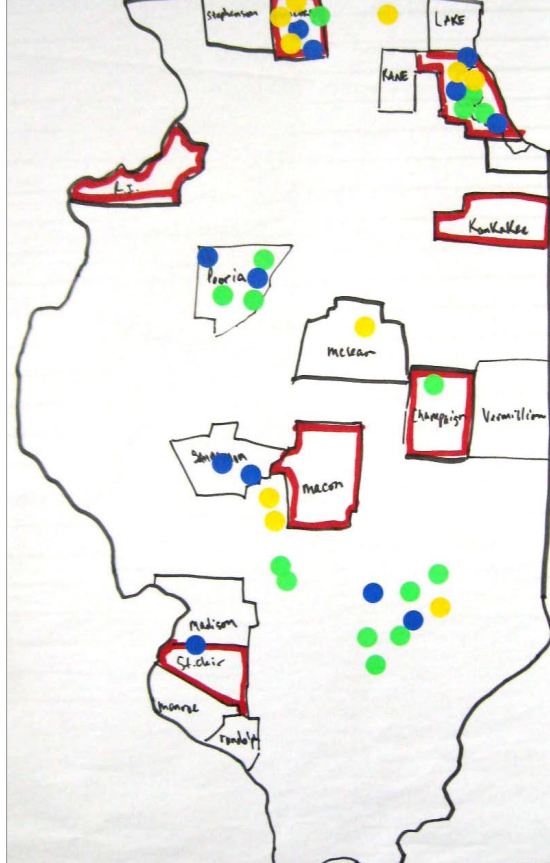 Stephenson
LAKE
KANE
R.I.
KanKaKee
Peoria
mclean
Champaign
Vermillion
macon
madison
St.clair
monroe
randolph